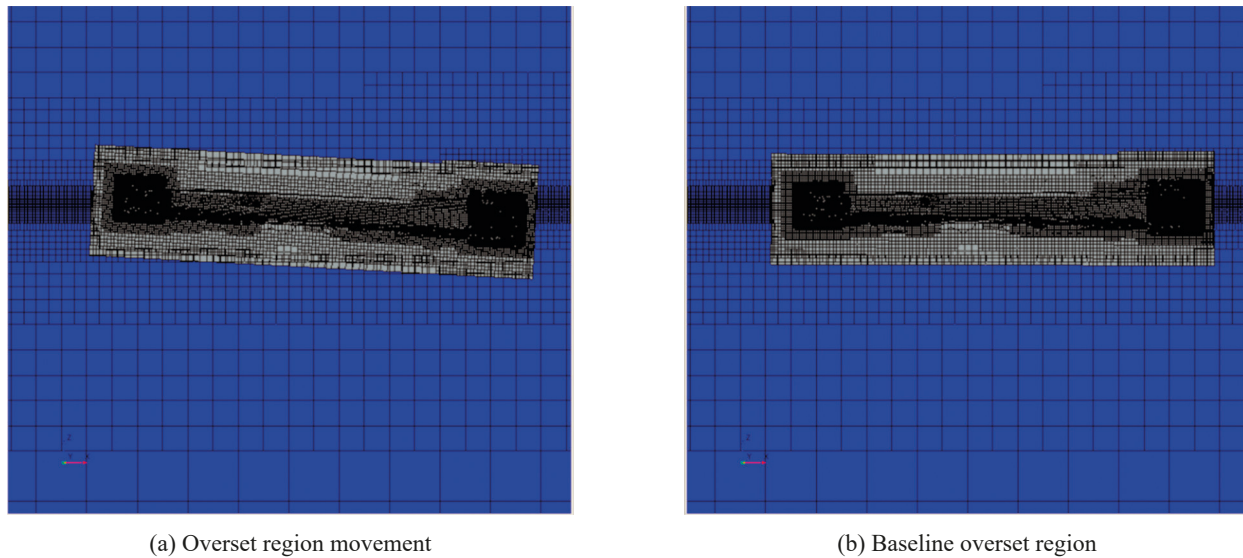 Z
Y X
Z
Y X
(a) Overset region movement
(b) Baseline overset region